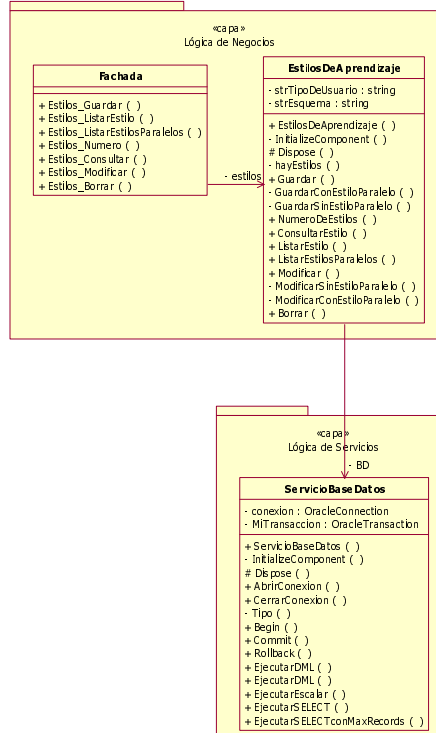 «capa»
Lógica de Negocios
Fachada
+ Estilos_Guardar ( )
+ Estilos_ListarEstilo ( )
+ Estilos_ListarEstilosParalelos ( )
+ Estilos_Numero ( )
+ Estilos_Consultar ( )
+ Estilos_Modificar ( )
+ Estilos_Borrar ( )
- estilos
EstilosDeAprendizaje
- strTipoDeUsuario : string
- strEsquema : string
+ EstilosDeAprendizaje ( )
- InitializeComponent ( )
# Dispose ( )
- hayEstilos ( )
+ Guardar ( )
- GuardarConEstiloParalelo ( )
- GuardarSinEstiloParalelo ( )
+ NumeroDeEstilos ( )
+ ConsultarEstilo ( )
+ ListarEstilo ( )
+ ListarEstilosParalelos ( )
+ Modificar ( )
- ModificarSinEstiloParalelo ( )
- ModificarConEstiloParalelo ( )
+ Borrar ( )
«capa»
Lógica de Servicios
- BD
ServicioBaseDatos
- conexion : OracleConnection
- MiTransaccion : OracleTransaction
+ ServicioBaseDatos ( )
- InitializeComponent ( )
# Dispose ( )
+ AbrirConexion ( )
+ CerrarConexion ( )
- Tipo ( )
+ Begin ( )
+ Commit ( )
+ Rollback ( )
+ EjecutarDML ( )
+ EjecutarDML ( )
+ EjecutarEscalar ( )
+ EjecutarSELECT ( )
+ EjecutarSELECTconMaxRecords ( )